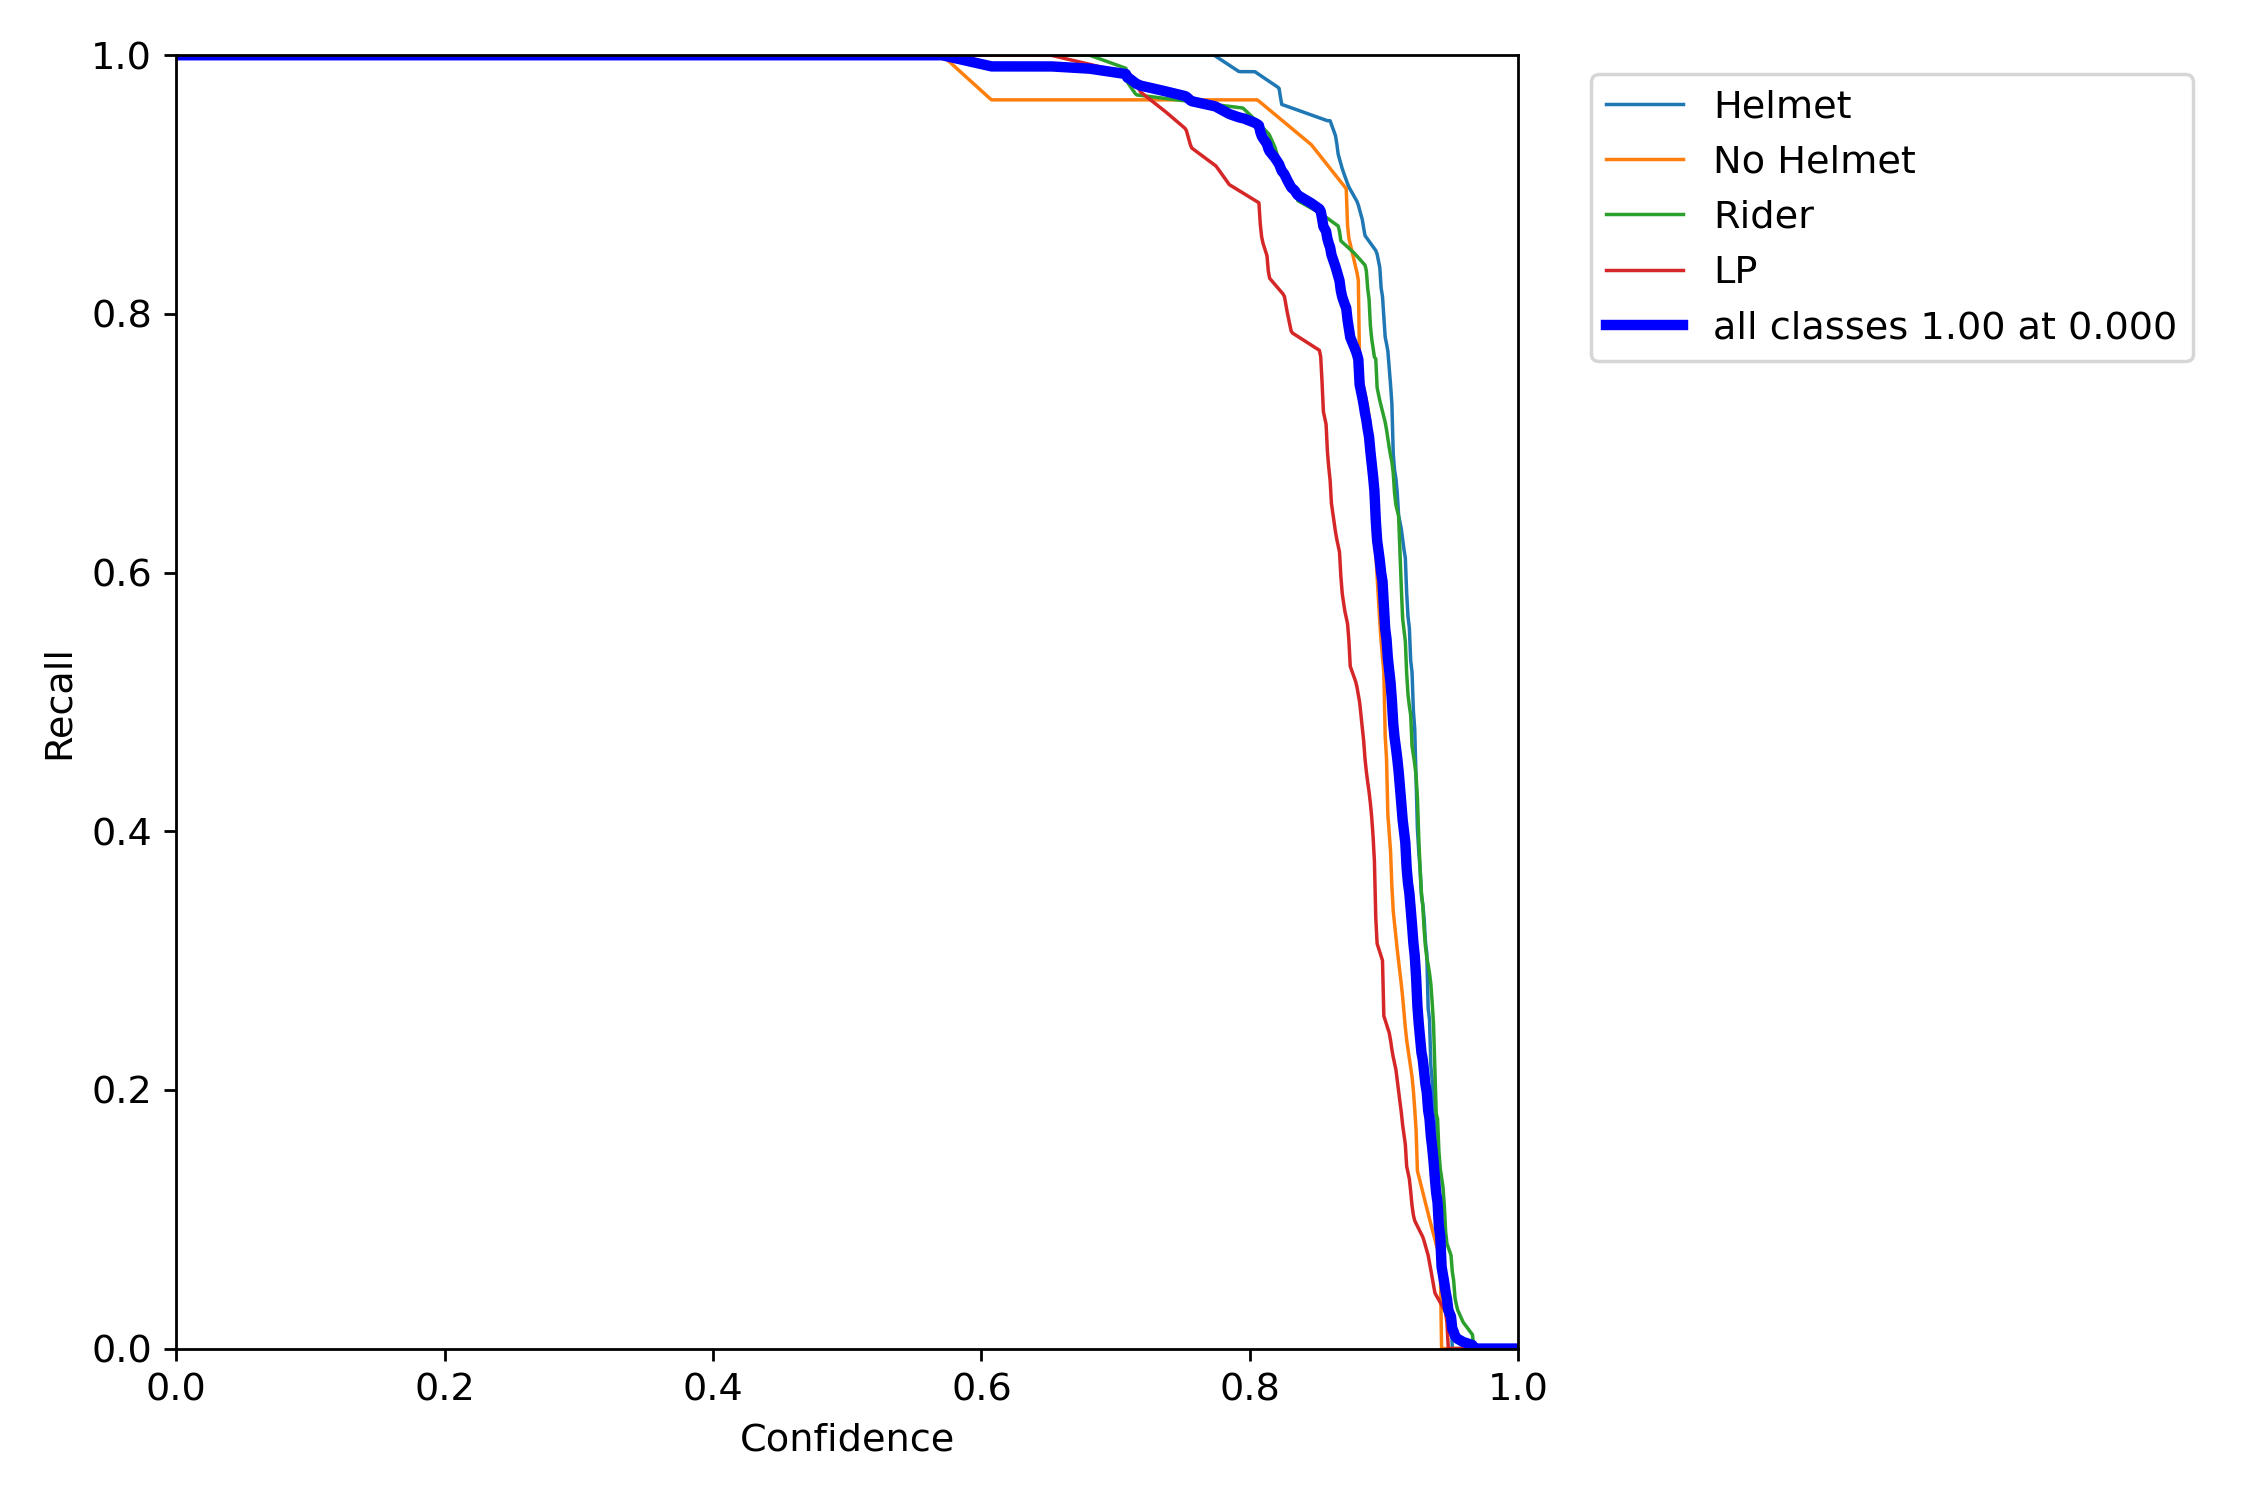 1.0
0.8
0.6
0.4
0.2
0.0
Recall
0.0 0.2 0.4 0.6 0.8 1.0
Confidence
Helmet
No Helmet
Rider
LP
all classes 1.00 at 0.000